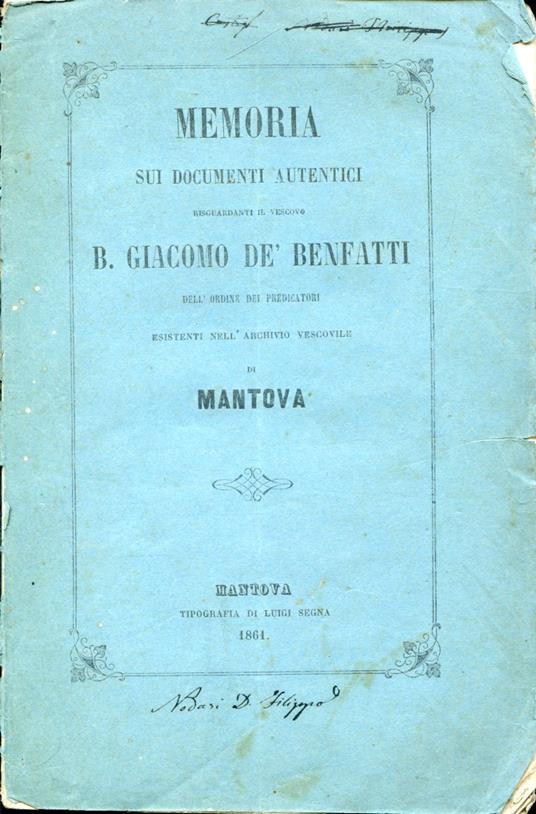 MEMORIA
SUI DOCUMENTI AUTENTICI
RISGUARDANTI IL VESCOVO
B. GIACOMO DE' BENFATTI
DELL' ORDINE DEI PREDICATORI
ESISTENTI NELL' ARCHIVIO VESCOVILE
DI
MANTOVA
MANTOVA
TIPOGRAFIA DI LUIGI SEGNA
1861.
Nodari D. Filippo